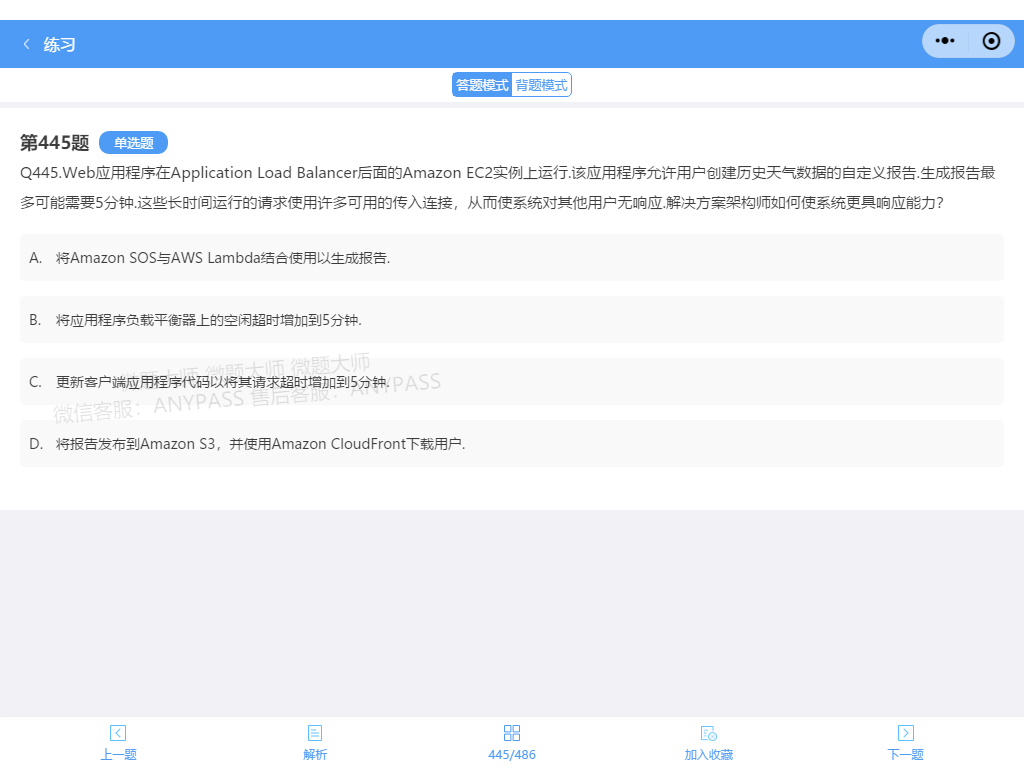 练习
答题模式 背题模式
第445题 单选题
Q445.Web应用程序在Application Load Balancer后面的Amazon EC2实例上运行.该应用程序允许用户创建历史天气数据的自定义报告.生成报告最
多可能需要5分钟.这些长时间运行的请求使用许多可用的传入连接，从而使系统对其他用户无响应.解决方案架构师如何使系统更具响应能力？
A. 将Amazon SOS与AWS Lambda结合使用以生成报告.
B. 将应用程序负载平衡器上的空闲超时增加到5分钟.
微题大师 微题大师 微题大师
C. 更新客户端应用程序代码以将其请求超时增加到5分钟.
微信客服：ANYPASS 售后客服：ANYPASS
D. 将报告发布到Amazon S3，并使用Amazon CloudFront下载用户.
上一题 解析 445/486 加入收藏 下一题